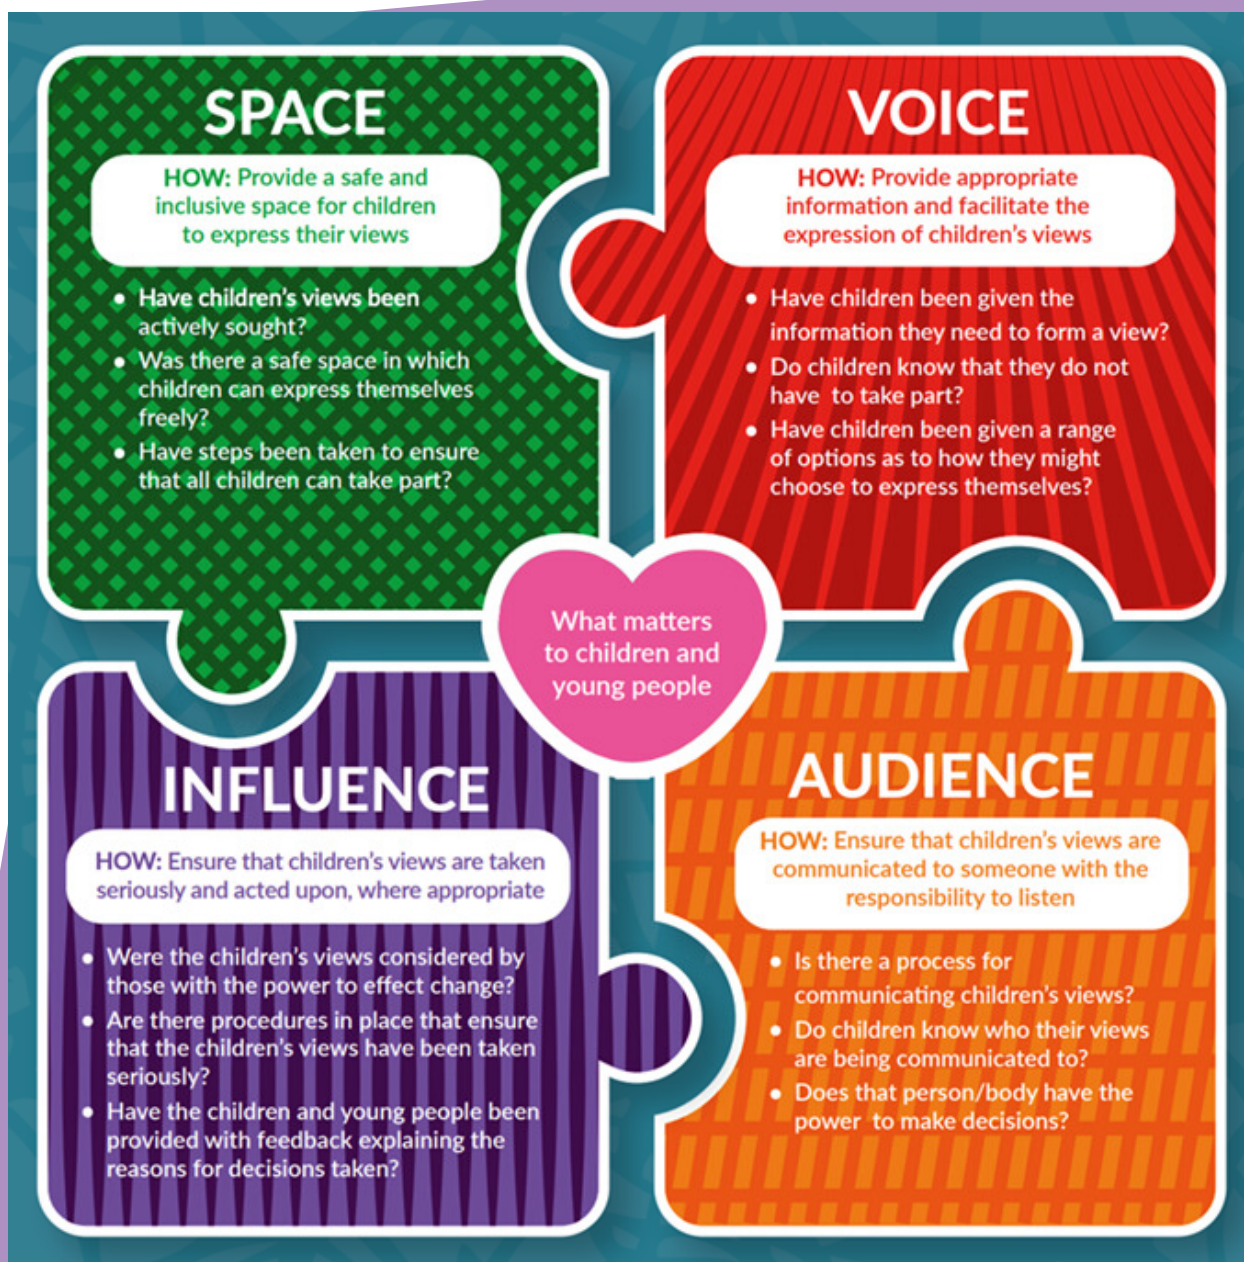 SPACE
HOW: Provide a safe and
inclusive space for children
to express their views
• Have children’s views been
actively sought?
• Was there a safe space in which
children can express themselves
freely?
• Have steps been taken to ensure
that all children can take part?
VOICE
HOW: Provide appropriate
information and facilitate the
expression of children’s views
• Have children been given the
information they need to form a view?
• Do children know that they do not
have to take part?
• Have children been given a range
of options as to how they might
choose to express themselves?
What matters
to children and
young people
INFLUENCE
HOW: Ensure that children’s views are taken
seriously and acted upon, where appropriate
• Were the children’s views considered by
those with the power to effect change?
• Are there procedures in place that ensure
that the children’s views have been taken
seriously?
• Have the children and young people been
provided with feedback explaining the
reasons for decisions taken?
AUDIENCE
HOW: Ensure that children’s views are
communicated to someone with the
responsibility to listen
• Is there a process for
communicating children’s views?
• Do children know who their views
are being communicated to?
• Does that person/body have the
power to make decisions?